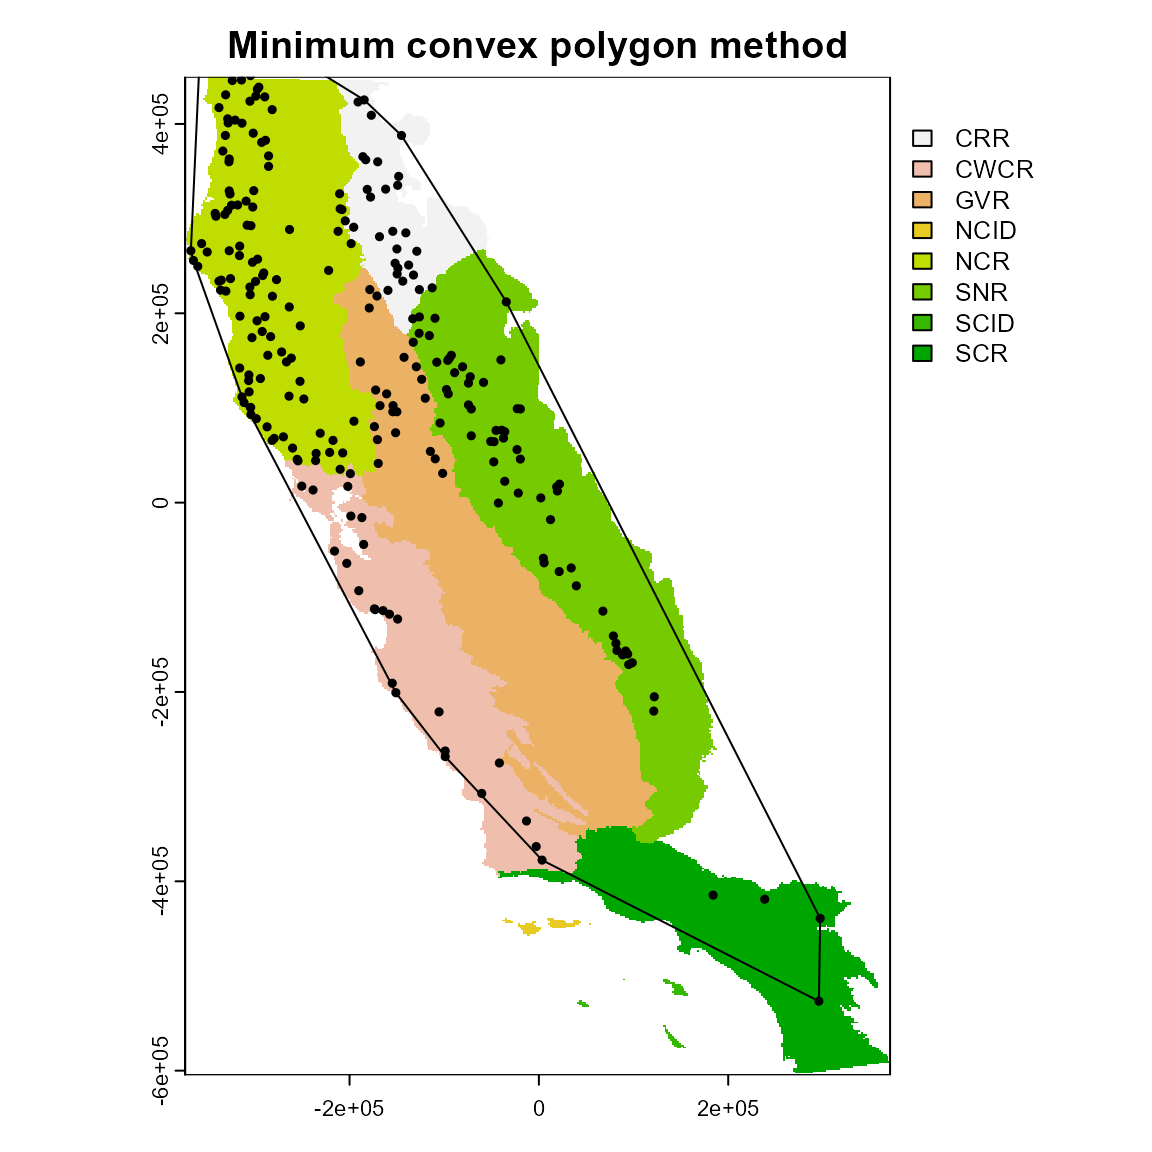 Minimum convex polygon method
4e+05
2e+05
0
-2e+05
-4e+05
-6e+05
-2e+05
0
2e+05
CRR
CWCR
GVR
NCID
NCR
SNR
SCID
SCR